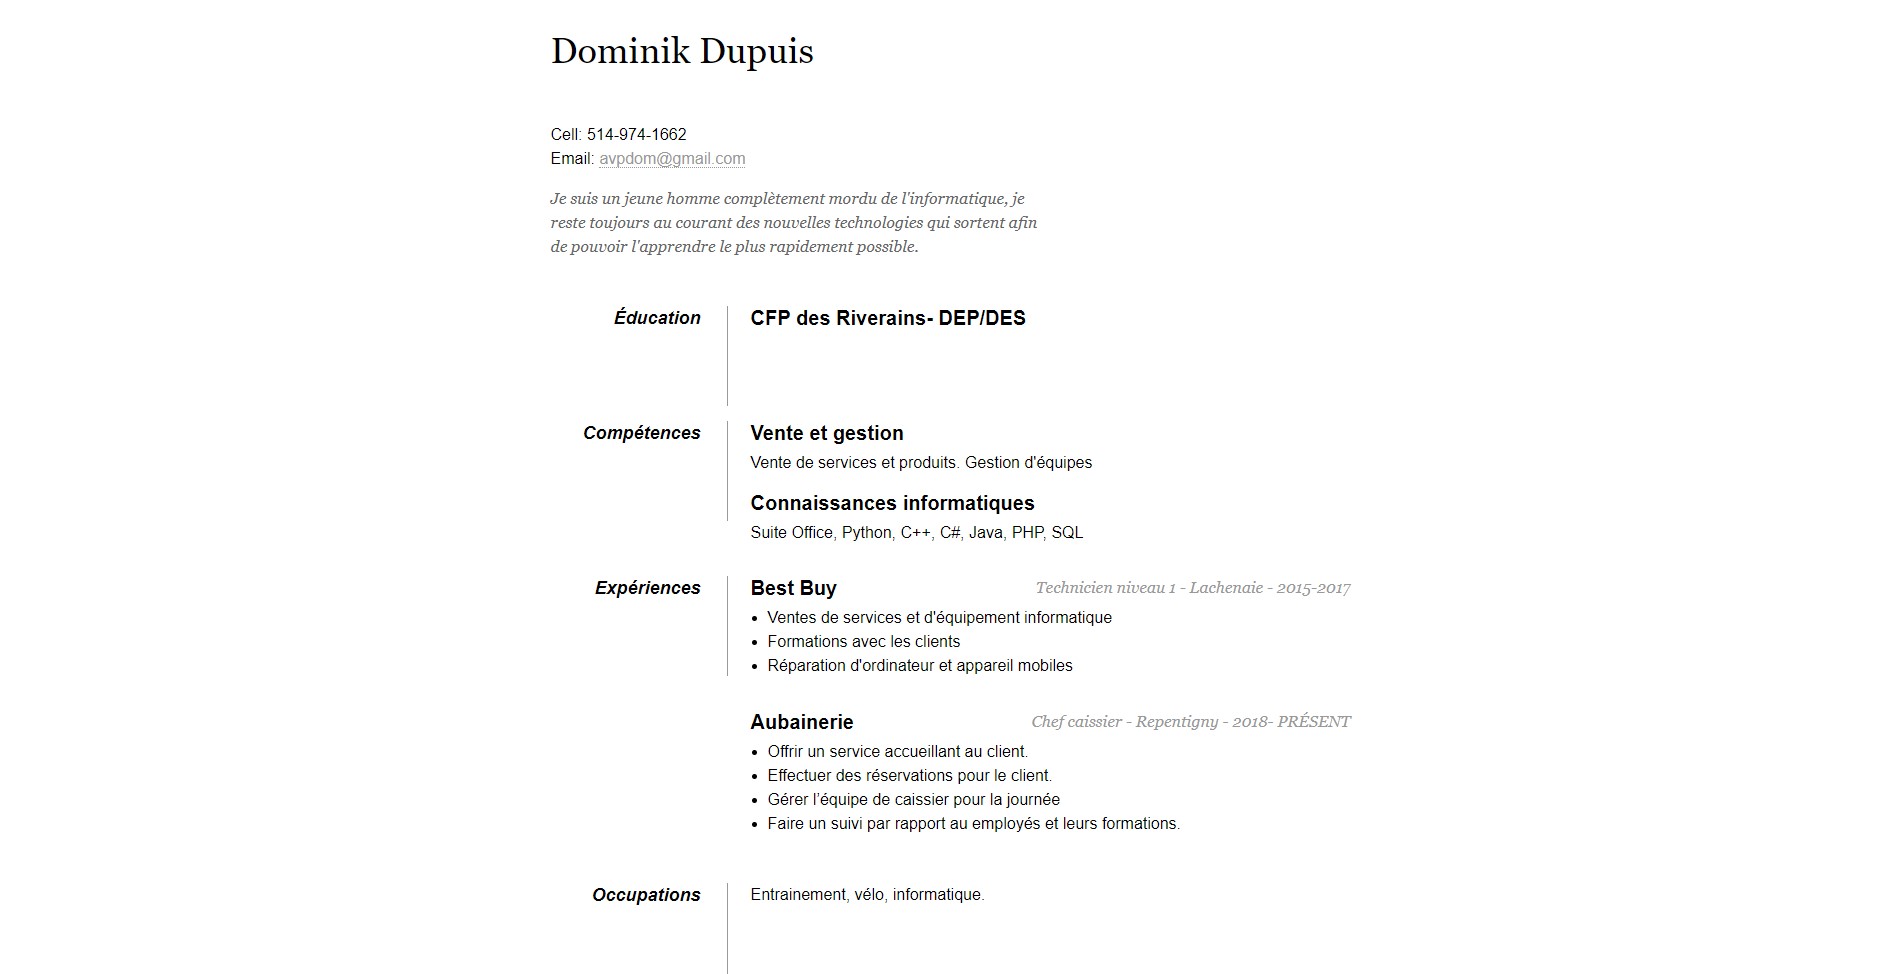 Dominik Dupuis
Cell: 514-974-1662
Email: avpdom@gmail.com
Je suis un jeune homme complètement mordu de l'informatique, je
reste toujours au courant des nouvelles technologies qui sortent afin
de pouvoir l'apprendre le plus rapidement possible.
Éducation
CFP des Riverains- DEP/DES
Compétences
Vente et gestion
Vente de services et produits. Gestion d'équipes
Connaissances informatiques
Suite Office, Python, C++, C#, Java, PHP, SQL
Expériences
Best Buy
Technicien niveau 1 - Lachenaie - 2015-2017
• Ventes de services et d'équipement informatique
• Formations avec les clients
• Réparation d'ordinateur et appareil mobiles
Aubainerie
Chef caissier - Repentigny - 2018- PRÉSENT
• Offrir un service accueillant au client.
• Effectuer des réservations pour le client.
• Gérer l’équipe de caissier pour la journée
• Faire un suivi par rapport au employés et leurs formations.
Occupations
Entrainement, vélo, informatique.